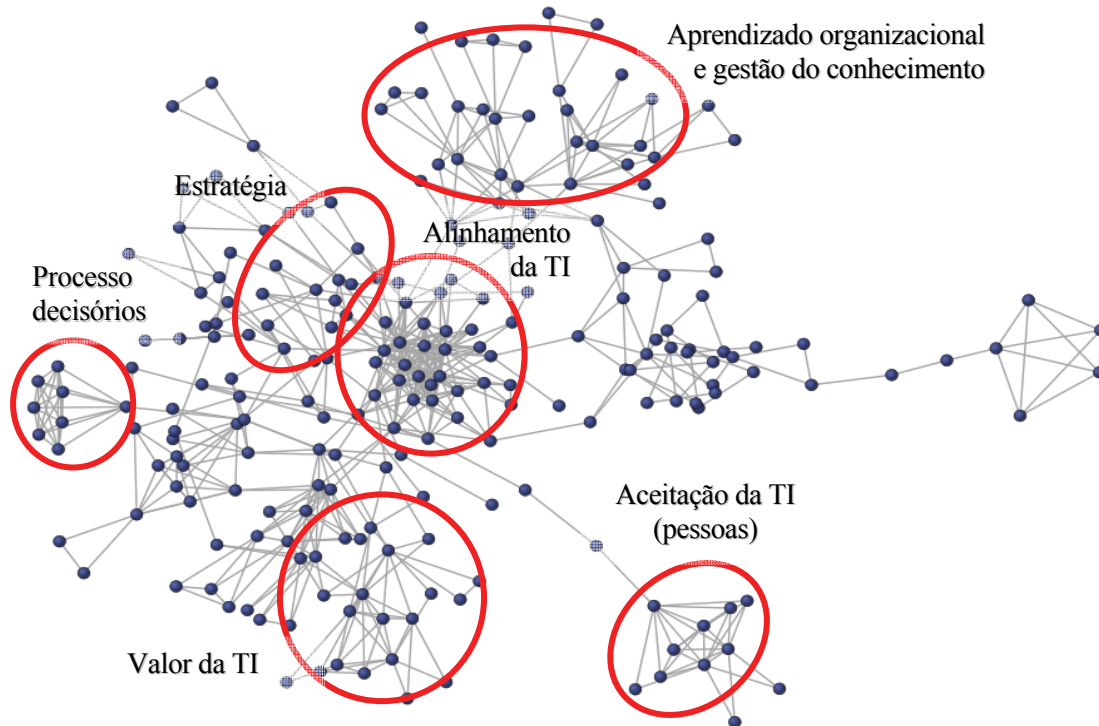 Aprendizado organizacional
e gestão do conhecimento
Estratégia
Alinhamento
da TI
Processo
decisórios
Aceitação da TI
(pessoas)
Valor da TI